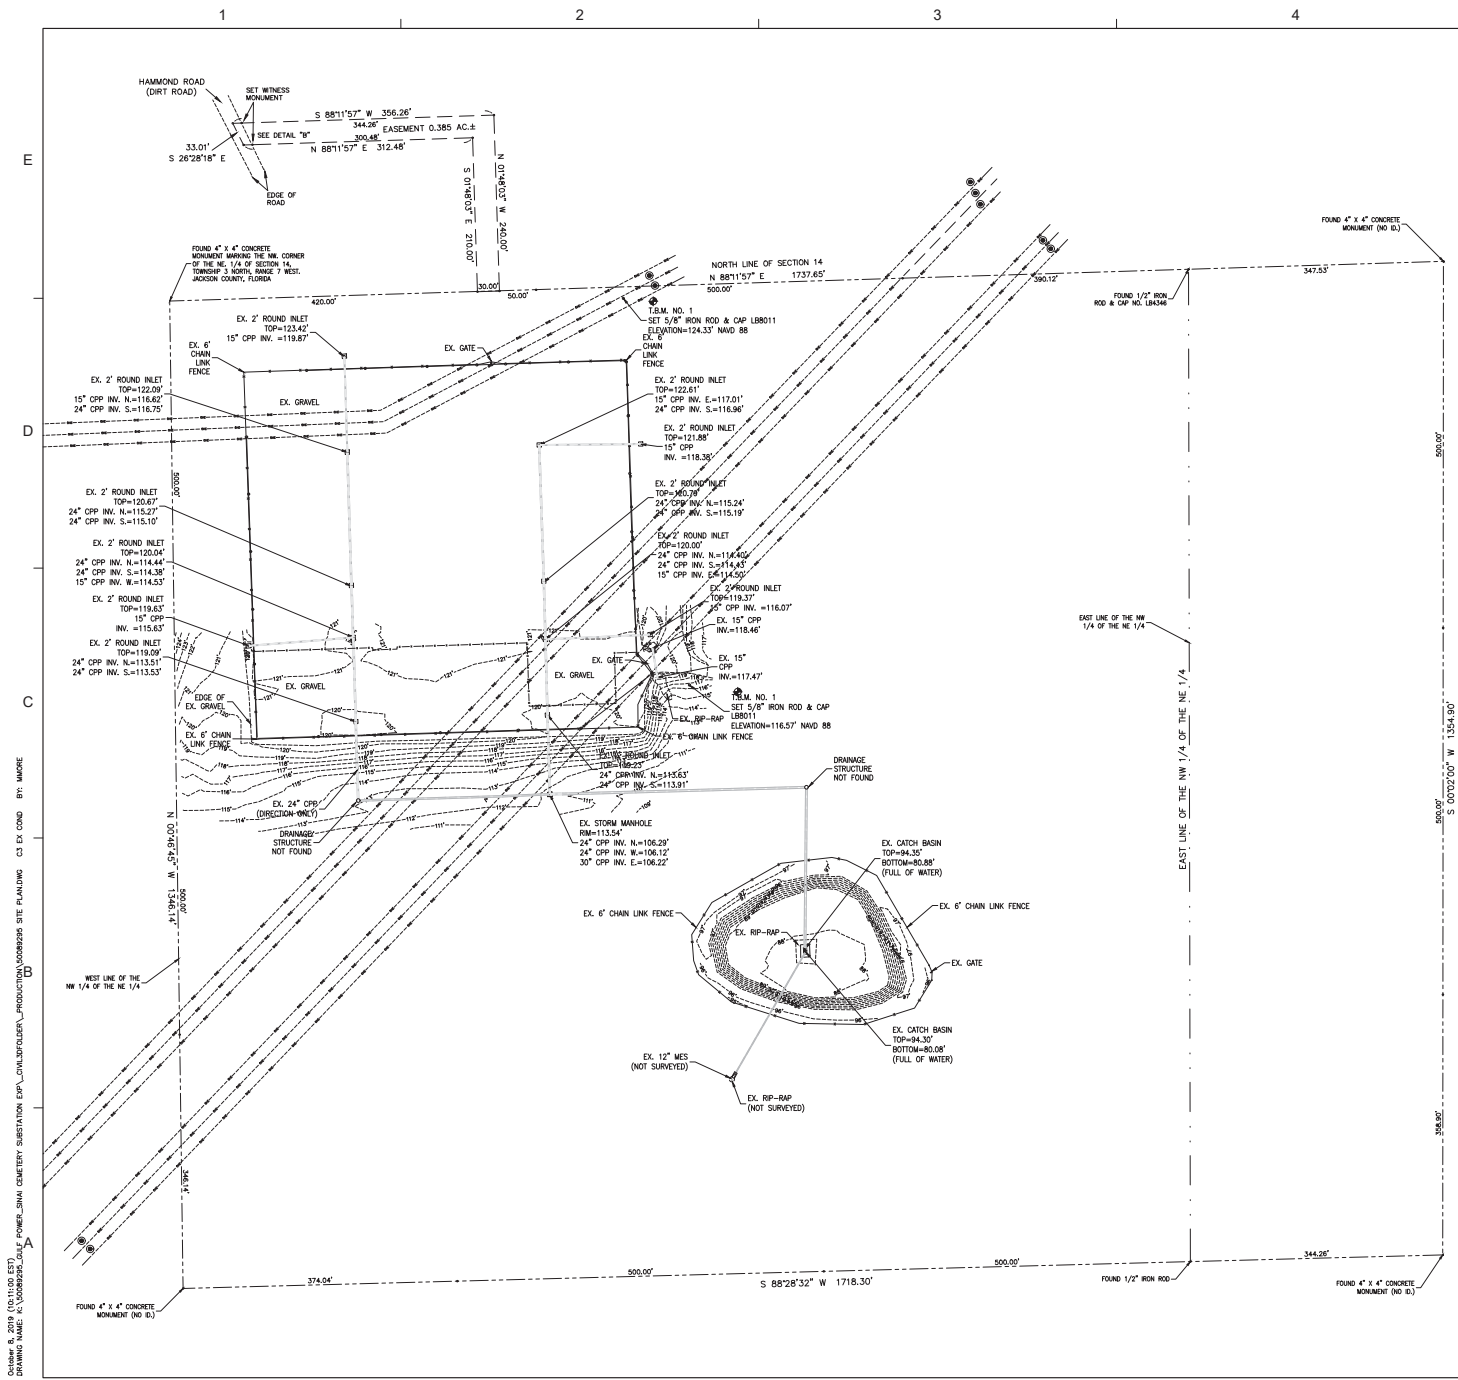 1
2
3
4
E
D
C
B
A
HAMMOND ROAD
(DIRT ROAD)
SET WITNESS
MONUMENT
S 88°11'57" W 356.26'
344.26'
EASEMENT 0.385 AC.±
SEE DETAIL "B"
300.48'
N 88°11'57" E 312.48'
33.01'
S 26°28'18" E
EDGE OF
ROAD
S 01°48'03" E 210.00'
N 01°48'03" W 240.00'
FOUND 4" X 4" CONCRETE
MONUMENT MARKING THE NW. CORNER
OF THE NE. 1/4 OF SECTION 14,
TOWNSHIP 3 NORTH, RANGE 7 WEST.
JACKSON COUNTY, FLORIDA
420.00'
30.00'
50.00'
500.00'
NORTH LINE OF SECTION 14
N 88°11'57" E 1737.65'
390.12'
347.53'
FOUND 4" X 4" CONCRETE
MONUMENT (NO ID.)
FOUND 1/2" IRON
ROD & CAP NO. LB4346
T.B.M. NO. 1
SET 5/8" IRON ROD & CAP LB8011
ELEVATION=124.33' NAVD 88
EX. 2' ROUND INLET
TOP=123.42'
15" CPP INV. =119.87'
EX. 6'
CHAIN
LINK
FENCE
EX. GATE
EX. 6'
CHAIN
LINK
FENCE
EX. 2' ROUND INLET
TOP=122.09'
15" CPP INV. N.=116.62'
24" CPP INV. S.=116.75'
EX. GRAVEL
EX. 2' ROUND INLET
TOP=122.61'
15" CPP INV. E.=117.01'
24" CPP INV. S.=116.96'
EX. 2' ROUND INLET
TOP=121.88'
15" CPP
INV. =118.38'
500.00'
EX. 2' ROUND INLET
TOP=120.67'
24" CPP INV. N.=115.27'
24" CPP INV. S.=115.10'
EX. 2' ROUND INLET
TOP=120.79'
24" CPP INV. N.=115.24'
24" CPP INV. S.=115.19'
EX. 2' ROUND INLET
TOP=120.04'
24" CPP INV. N.=114.44'
24" CPP INV. S.=114.38'
15" CPP INV. W.=114.53'
EX. 2' ROUND INLET
TOP=120.00'
24" CPP INV. N.=114.40'
24" CPP INV. S.=114.43'
15" CPP INV. E.=114.50'
EX. 2' ROUND INLET
TOP=119.63'
15" CPP
INV. =115.63'
EX. 2' ROUND INLET
TOP=119.37'
15" CPP INV. =116.07'
EX. 15" CPP
INV.=118.46'
EX. 2' ROUND INLET
TOP=119.09'
24" CPP INV. N.=113.51'
24" CPP INV. S.=113.53'
EX. GATE
EX. 15"
CPP
INV.=117.47'
EX. GRAVEL
EX. GRAVEL
EDGE OF
EX. GRAVEL
T.B.M. NO. 1
SET 5/8" IRON ROD & CAP
LB8011
ELEVATION=116.57' NAVD 88
EX. RIP-RAP
EX. 6' CHAIN LINK FENCE
EX. 6' CHAIN
LINK FENCE
EX. 2' ROUND INLET
24" CPP INV. N.=113.63'
24" CPP INV. S.=113.91'
EX. 24" CPP
(DIRECTION ONLY)
DRAINAGE
STRUCTURE
NOT FOUND
DRAINAGE
STRUCTURE
NOT FOUND
EX. STORM MANHOLE
RIM=113.54'
24" CPP INV. N.=106.29'
24" CPP INV. W.=106.12'
30" CPP INV. E.=106.22'
EX. CATCH BASIN
TOP=94.35'
BOTTOM=80.88'
(FULL OF WATER)
EX. 6' CHAIN LINK FENCE
EX. 6' CHAIN LINK FENCE
EX. RIP-RAP
EX. GATE
EX. CATCH BASIN
TOP=94.30'
BOTTOM=80.08'
(FULL OF WATER)
EX. 12" MES
(NOT SURVEYED)
EX. RIP-RAP
(NOT SURVEYED)
EAST LINE OF THE NW
1/4 OF THE NE 1/4
EAST LINE OF THE NW 1/4 OF THE NE 1/4
500.00'
500.00'
358.90'
S 00°02'00" W 1354.90'
N 00°46'45" W 1346.14'
500.00'
346.14'
WEST LINE OF THE
NW 1/4 OF THE NE 1/4
374.04'
500.00'
S 88°28'32" W 1718.30'
500.00'
344.26'
FOUND 4" X 4" CONCRETE
MONUMENT (NO ID.)
FOUND 1/2" IRON ROD
FOUND 4" X 4" CONCRETE
MONUMENT (NO ID.)
October 8, 2019 (10:11:00 EST)
DRAWING NAME: K:\50089295_GULF POWER_SINAI CEMETERY SUBSTATION EXP\_CIVIL3DFOLDER\_PRODUCTION\50089295 SITE PLAN.DWG C3 EX COND BY: MMORE